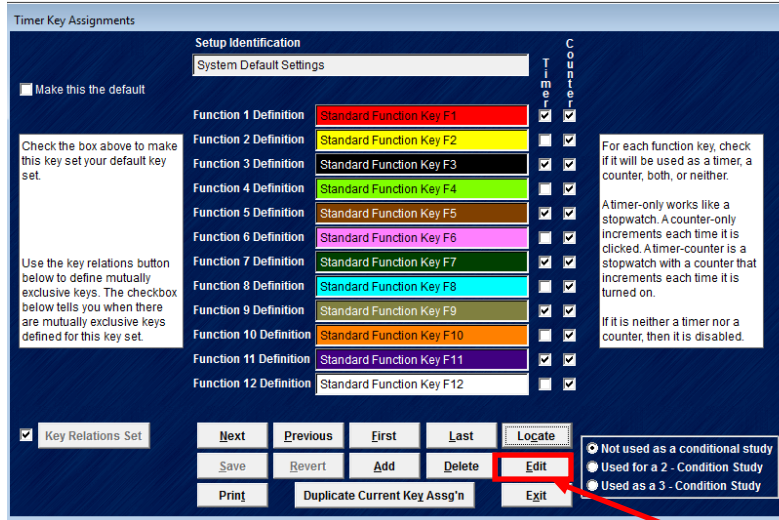 Timer Key Assignments
Setup Identification
System Default Settings
Make this the default
Timer
Counter
Function 1 Definition Standard Function Key F1
Function 2 Definition Standard Function Key F2
Function 3 Definition Standard Function Key F3
Function 4 Definition Standard Function Key F4
Function 5 Definition Standard Function Key F5
Function 6 Definition Standard Function Key F6
Function 7 Definition Standard Function Key F7
Function 8 Definition Standard Function Key F8
Function 9 Definition Standard Function Key F9
Function 10 Definition Standard Function Key F10
Function 11 Definition Standard Function Key F11
Function 12 Definition Standard Function Key F12
Check the box above to make
this key set your default key
set.
Use the key relations button
below to define mutually
exclusive keys. The checkbox
below tells you when there
are mutually exclusive keys
defined for this key set.
For each function key, check
if it will be used as a timer, a
counter, both, or neither.
A timer-only works like a
stopwatch. A counter-only
increments each time it is
clicked. A timer-counter is a
stopwatch with a counter that
increments each time it is
turned on.
If it is neither a timer nor a
counter, then it is disabled.
Key Relations Set
Next Previous First Last Locate
Save Revert Add Delete Edit
Print Duplicate Current Key Assg'n Exit
Not used as a conditional study
Used for a 2 - Condition Study
Used as a 3 - Condition Study